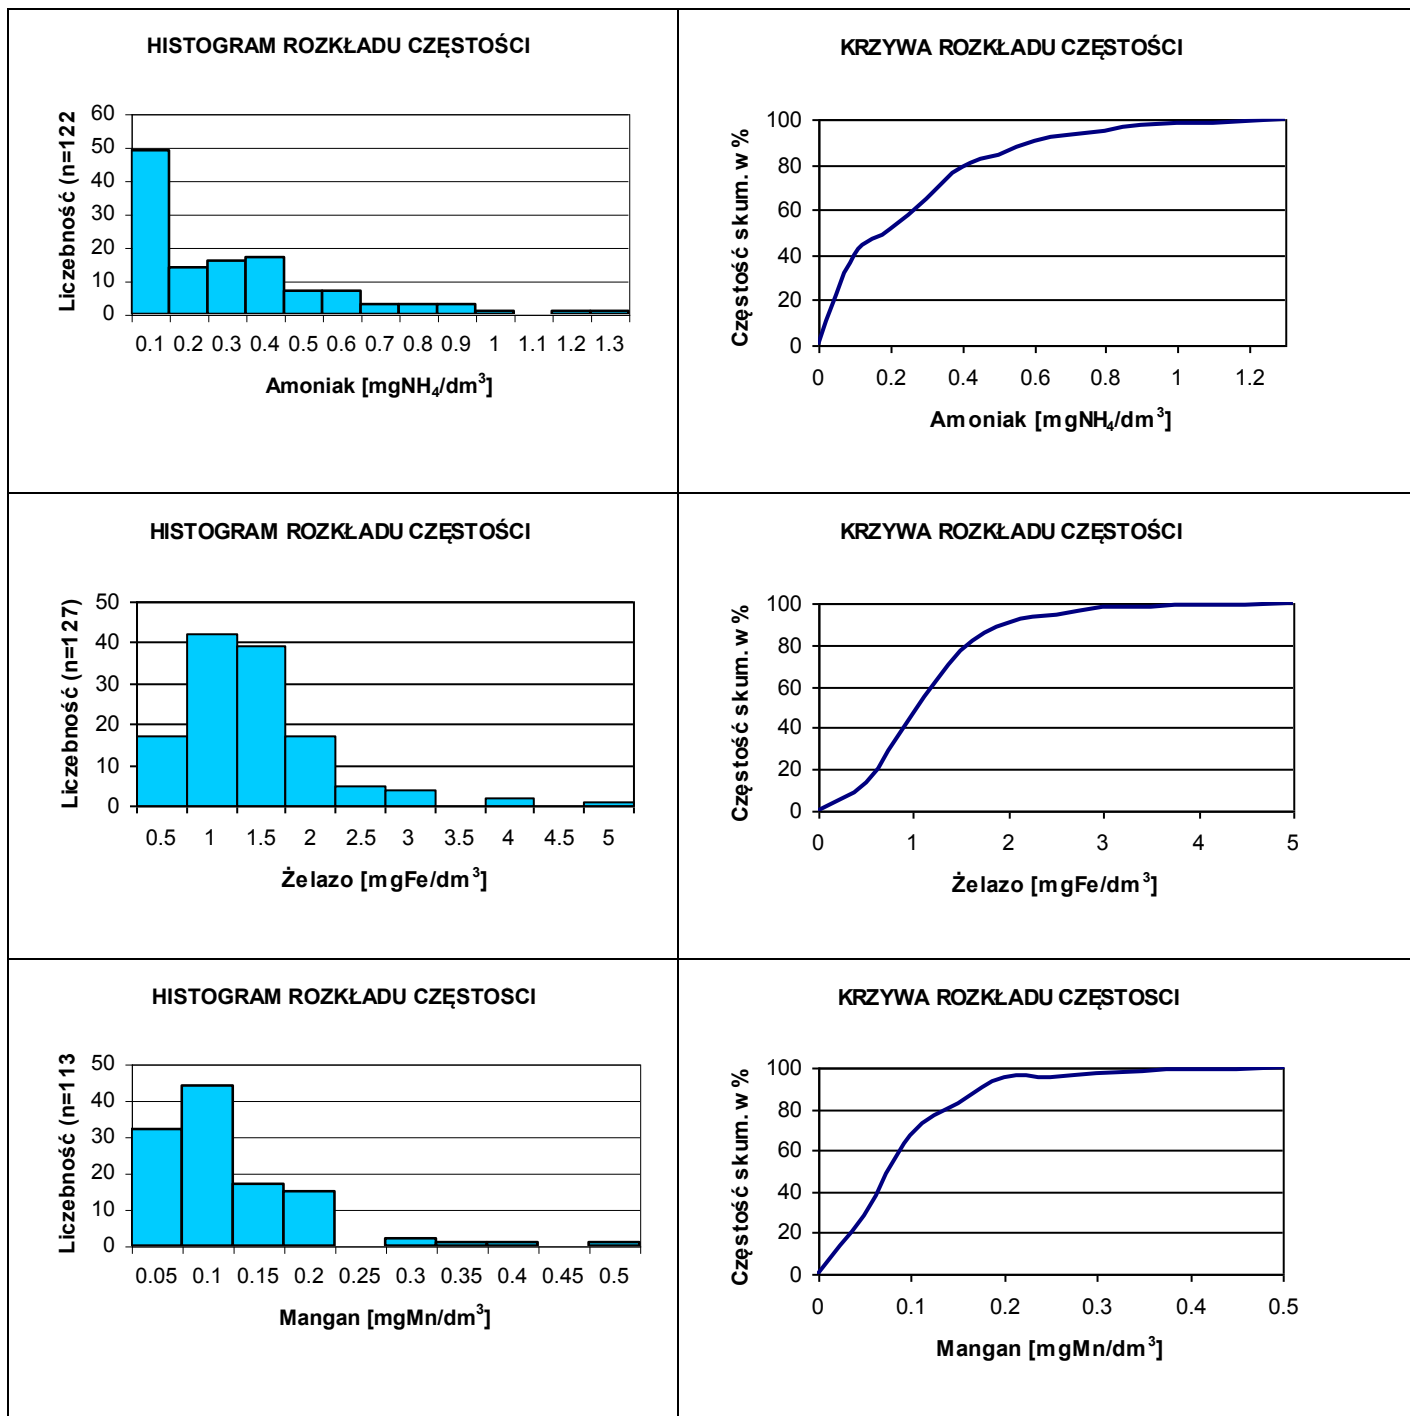 HISTOGRAM ROZKŁADU CZĘSTOŚCI
Liczebność (n=122
60
50
40
30
20
10
0
0.1 0.2 0.3 0.4 0.5 0.6 0.7 0.8 0.9 1 1.1 1.2 1.3
Amoniak [mgNH₄/dm³]
KRZYWA ROZKŁADU CZĘSTOŚCI
Częstość skum. w %
100
80
60
40
20
0
0 0.2 0.4 0.6 0.8 1 1.2
Amoniak [mgNH₄/dm³]
HISTOGRAM ROZKŁADU CZĘSTOŚCI
Liczebność (n=127)
50
40
30
20
10
0
0.5 1 1.5 2 2.5 3 3.5 4 4.5 5
Żelazo [mgFe/dm³]
KRZYWA ROZKŁADU CZĘSTOŚCI
Częstość skum. w %
100
80
60
40
20
0
0 1 2 3 4 5
Żelazo [mgFe/dm³]
HISTOGRAM ROZKŁADU CZĘSTOSCI
Liczebność (n=113
50
40
30
20
10
0
0.05 0.1 0.15 0.2 0.25 0.3 0.35 0.4 0.45 0.5
Mangan [mgMn/dm³]
KRZYWA ROZKŁADU CZĘSTOSCI
Częstość skum. w %
100
80
60
40
20
0
0 0.1 0.2 0.3 0.4 0.5
Mangan [mgMn/dm³]